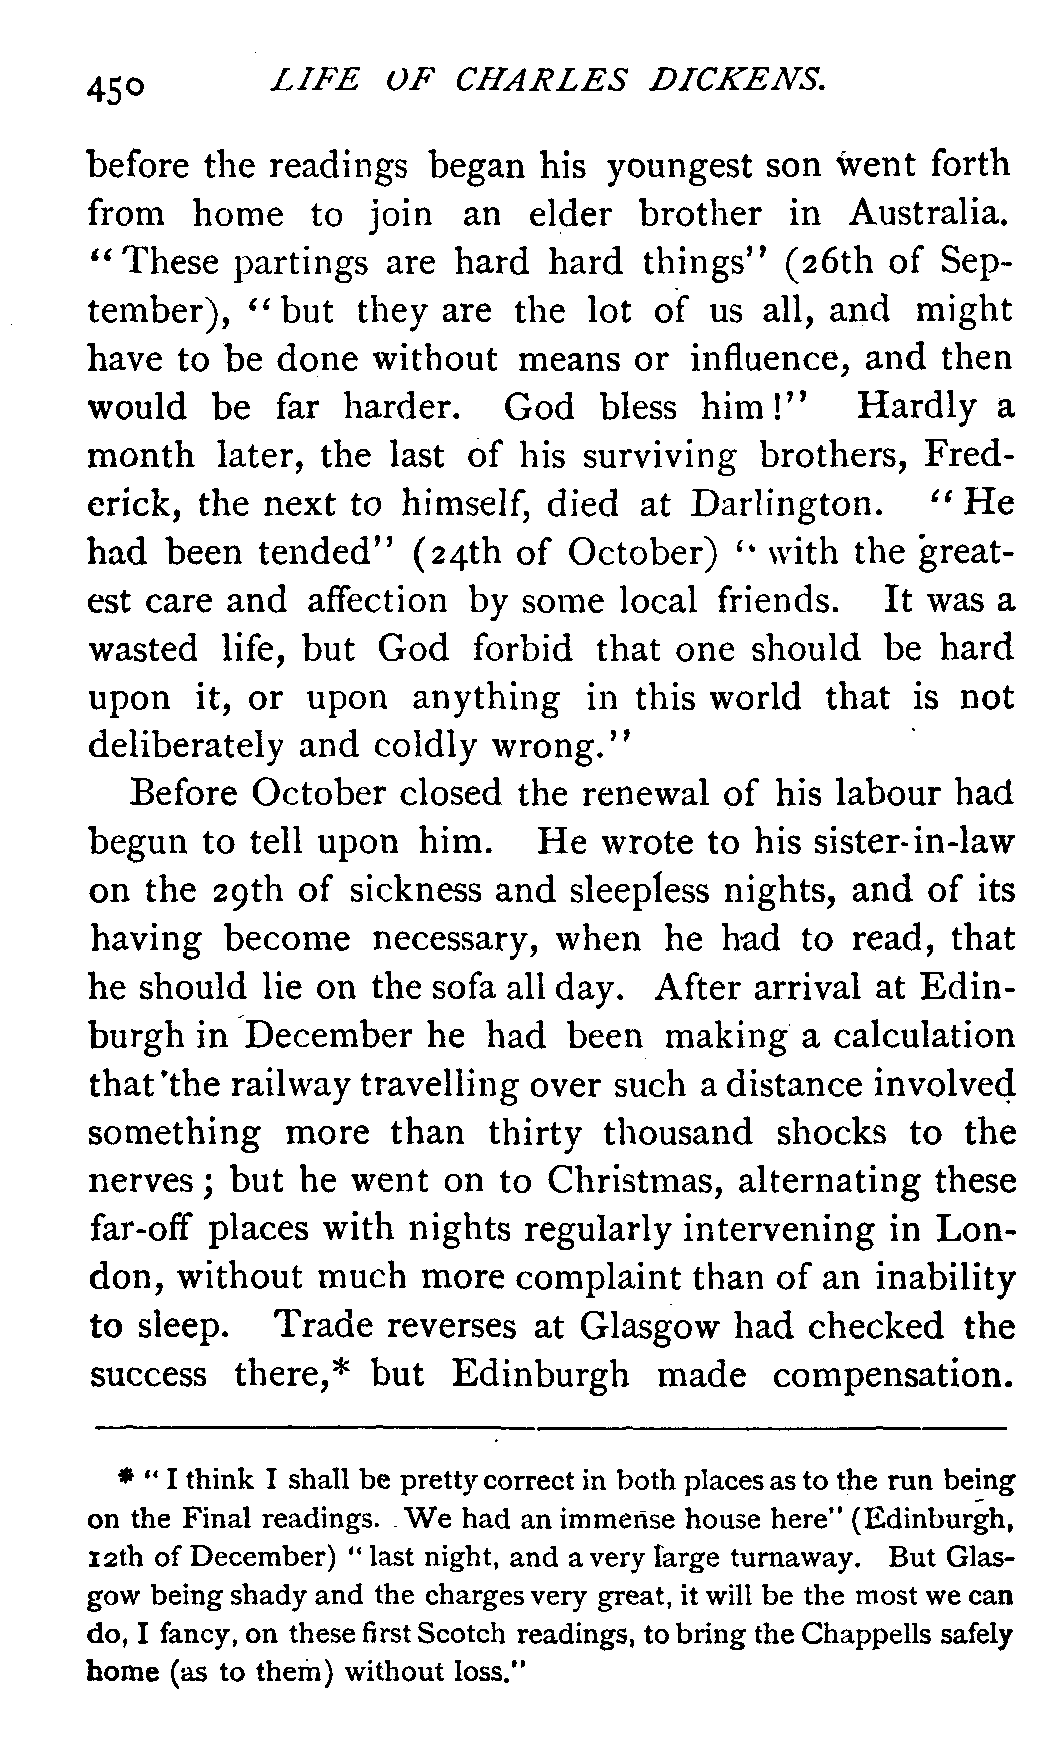 450 LIFE OF CHARLES DICKENS.
before the readings began his youngest son went forth
from home to join an elder brother in Australia.
"These partings are hard hard things" (26th of Sep-
tember), "but they are the lot of us all, and might
have to be done without means or influence, and then
would be far harder. God bless him!" Hardly a
month later, the last of his surviving brothers, Fred-
erick, the next to himself, died at Darlington. "He
had been tended" (24th of October) "with the great-
est care and affection by some local friends. It was a
wasted life, but God forbid that one should be hard
upon it, or upon anything in this world that is not
deliberately and coldly wrong."
Before October closed the renewal of his labour had
begun to tell upon him. He wrote to his sister-in-law
on the 29th of sickness and sleepless nights, and of its
having become necessary, when he had to read, that
he should lie on the sofa all day. After arrival at Edin-
burgh in December he had been making a calculation
that the railway travelling over such a distance involved
something more than thirty thousand shocks to the
nerves; but he went on to Christmas, alternating these
far-off places with nights regularly intervening in Lon-
don, without much more complaint than of an inability
to sleep. Trade reverses at Glasgow had checked the
success there,* but Edinburgh made compensation.
* "I think I shall be pretty correct in both places as to the run being
on the Final readings. We had an immense house here" (Edinburgh,
12th of December) "last night, and a very large turnaway. But Glas-
gow being shady and the charges very great, it will be the most we can
do, I fancy, on these first Scotch readings, to bring the Chappells safely
home (as to them) without loss."